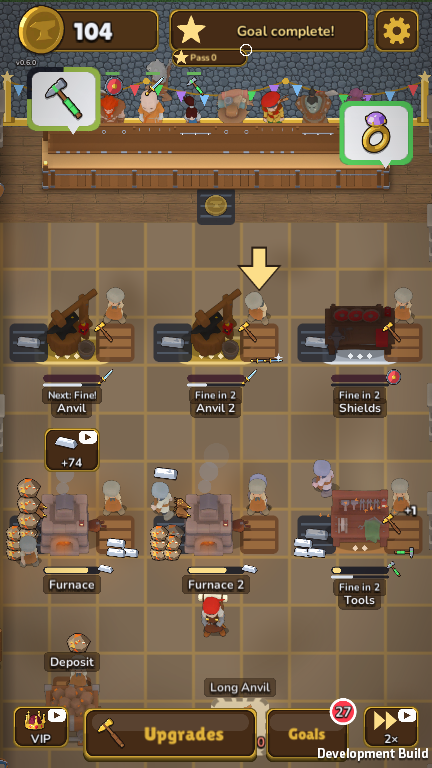 104
Goal complete!
Pass 0
v0.6.0
Next: Fine!
Anvil
Fine in 2
Anvil 2
Fine in 2
Shields
+74
+1
Furnace
Furnace 2
Fine in 2
Tools
Deposit
Long Anvil
VIP
Upgrades
Goals
27
2×
0
Development Build